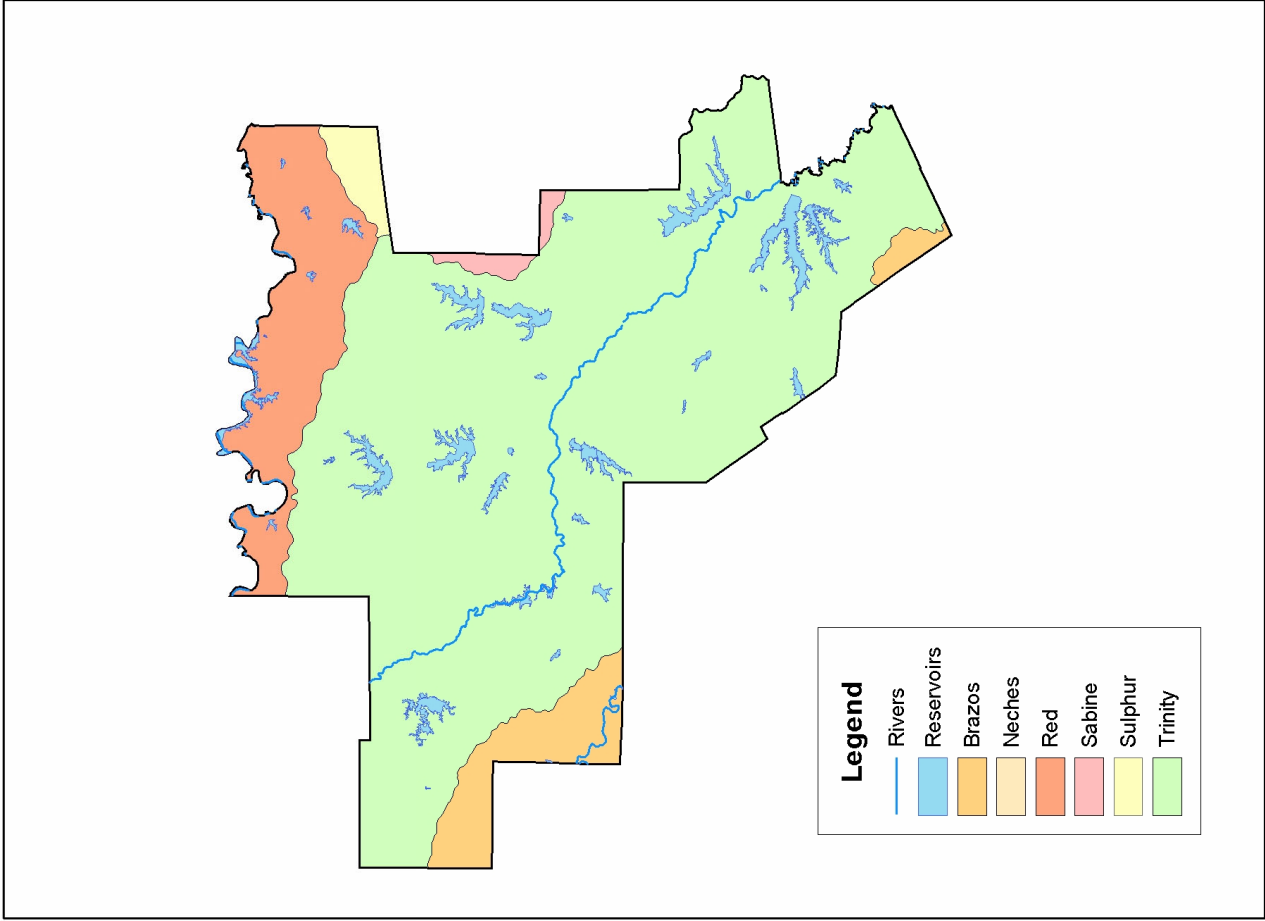 Legend
Rivers
Reservoirs
Brazos
Neches
Red
Sabine
Sulphur
Trinity